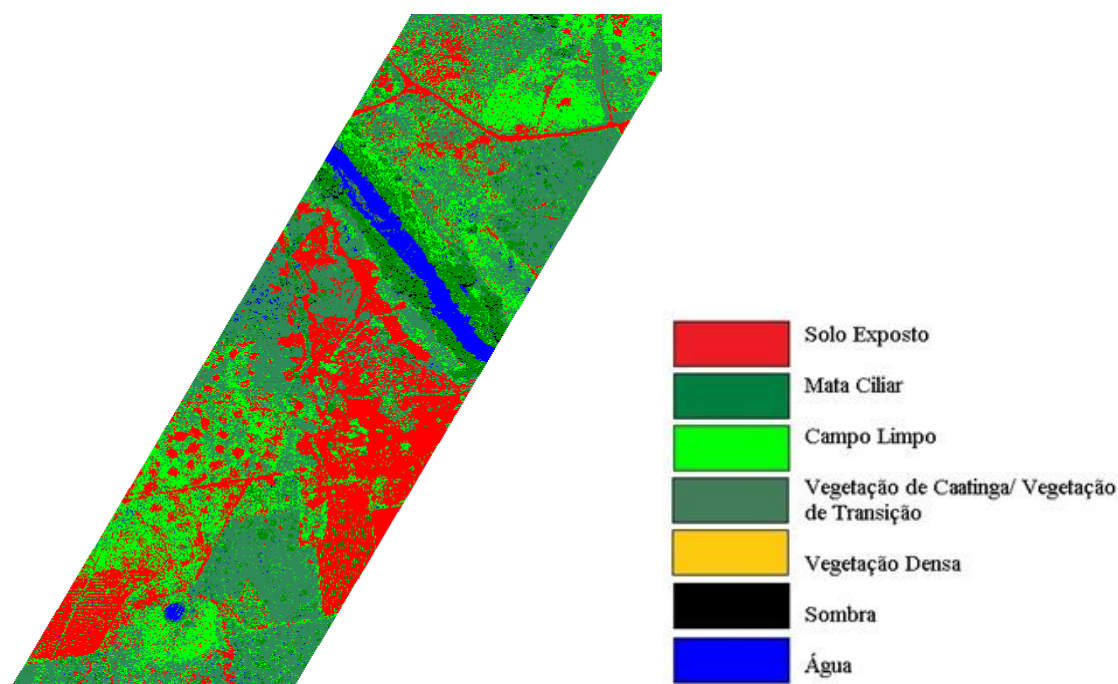 Solo Exposto
Mata Ciliar
Campo Limpo
Vegetação de Caatinga/ Vegetação
de Transição
Vegetação Densa
Sombra
Água